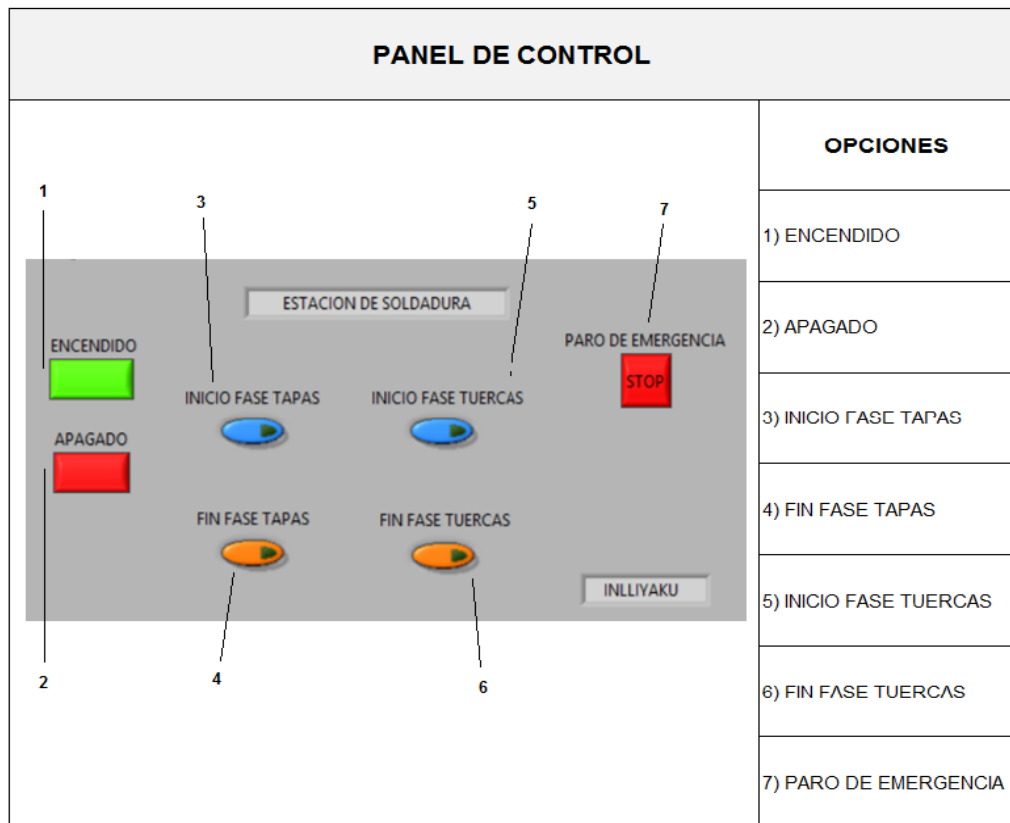 PANEL DE CONTROL
OPCIONES
1) ENCENDIDO
2) APAGADO
3) INICIO FASE TAPAS
4) FIN FASE TAPAS
5) INICIO FASE TUERCAS
6) FIN FASE TUERCAS
7) PARO DE EMERGENCIA
1
3
5
7
ESTACION DE SOLDADURA
ENCENDIDO
PARO DE EMERGENCIA
STOP
INICIO FASE TAPAS
INICIO FASE TUERCAS
APAGADO
FIN FASE TAPAS
FIN FASE TUERCAS
INLLIYAKU
2
4
6